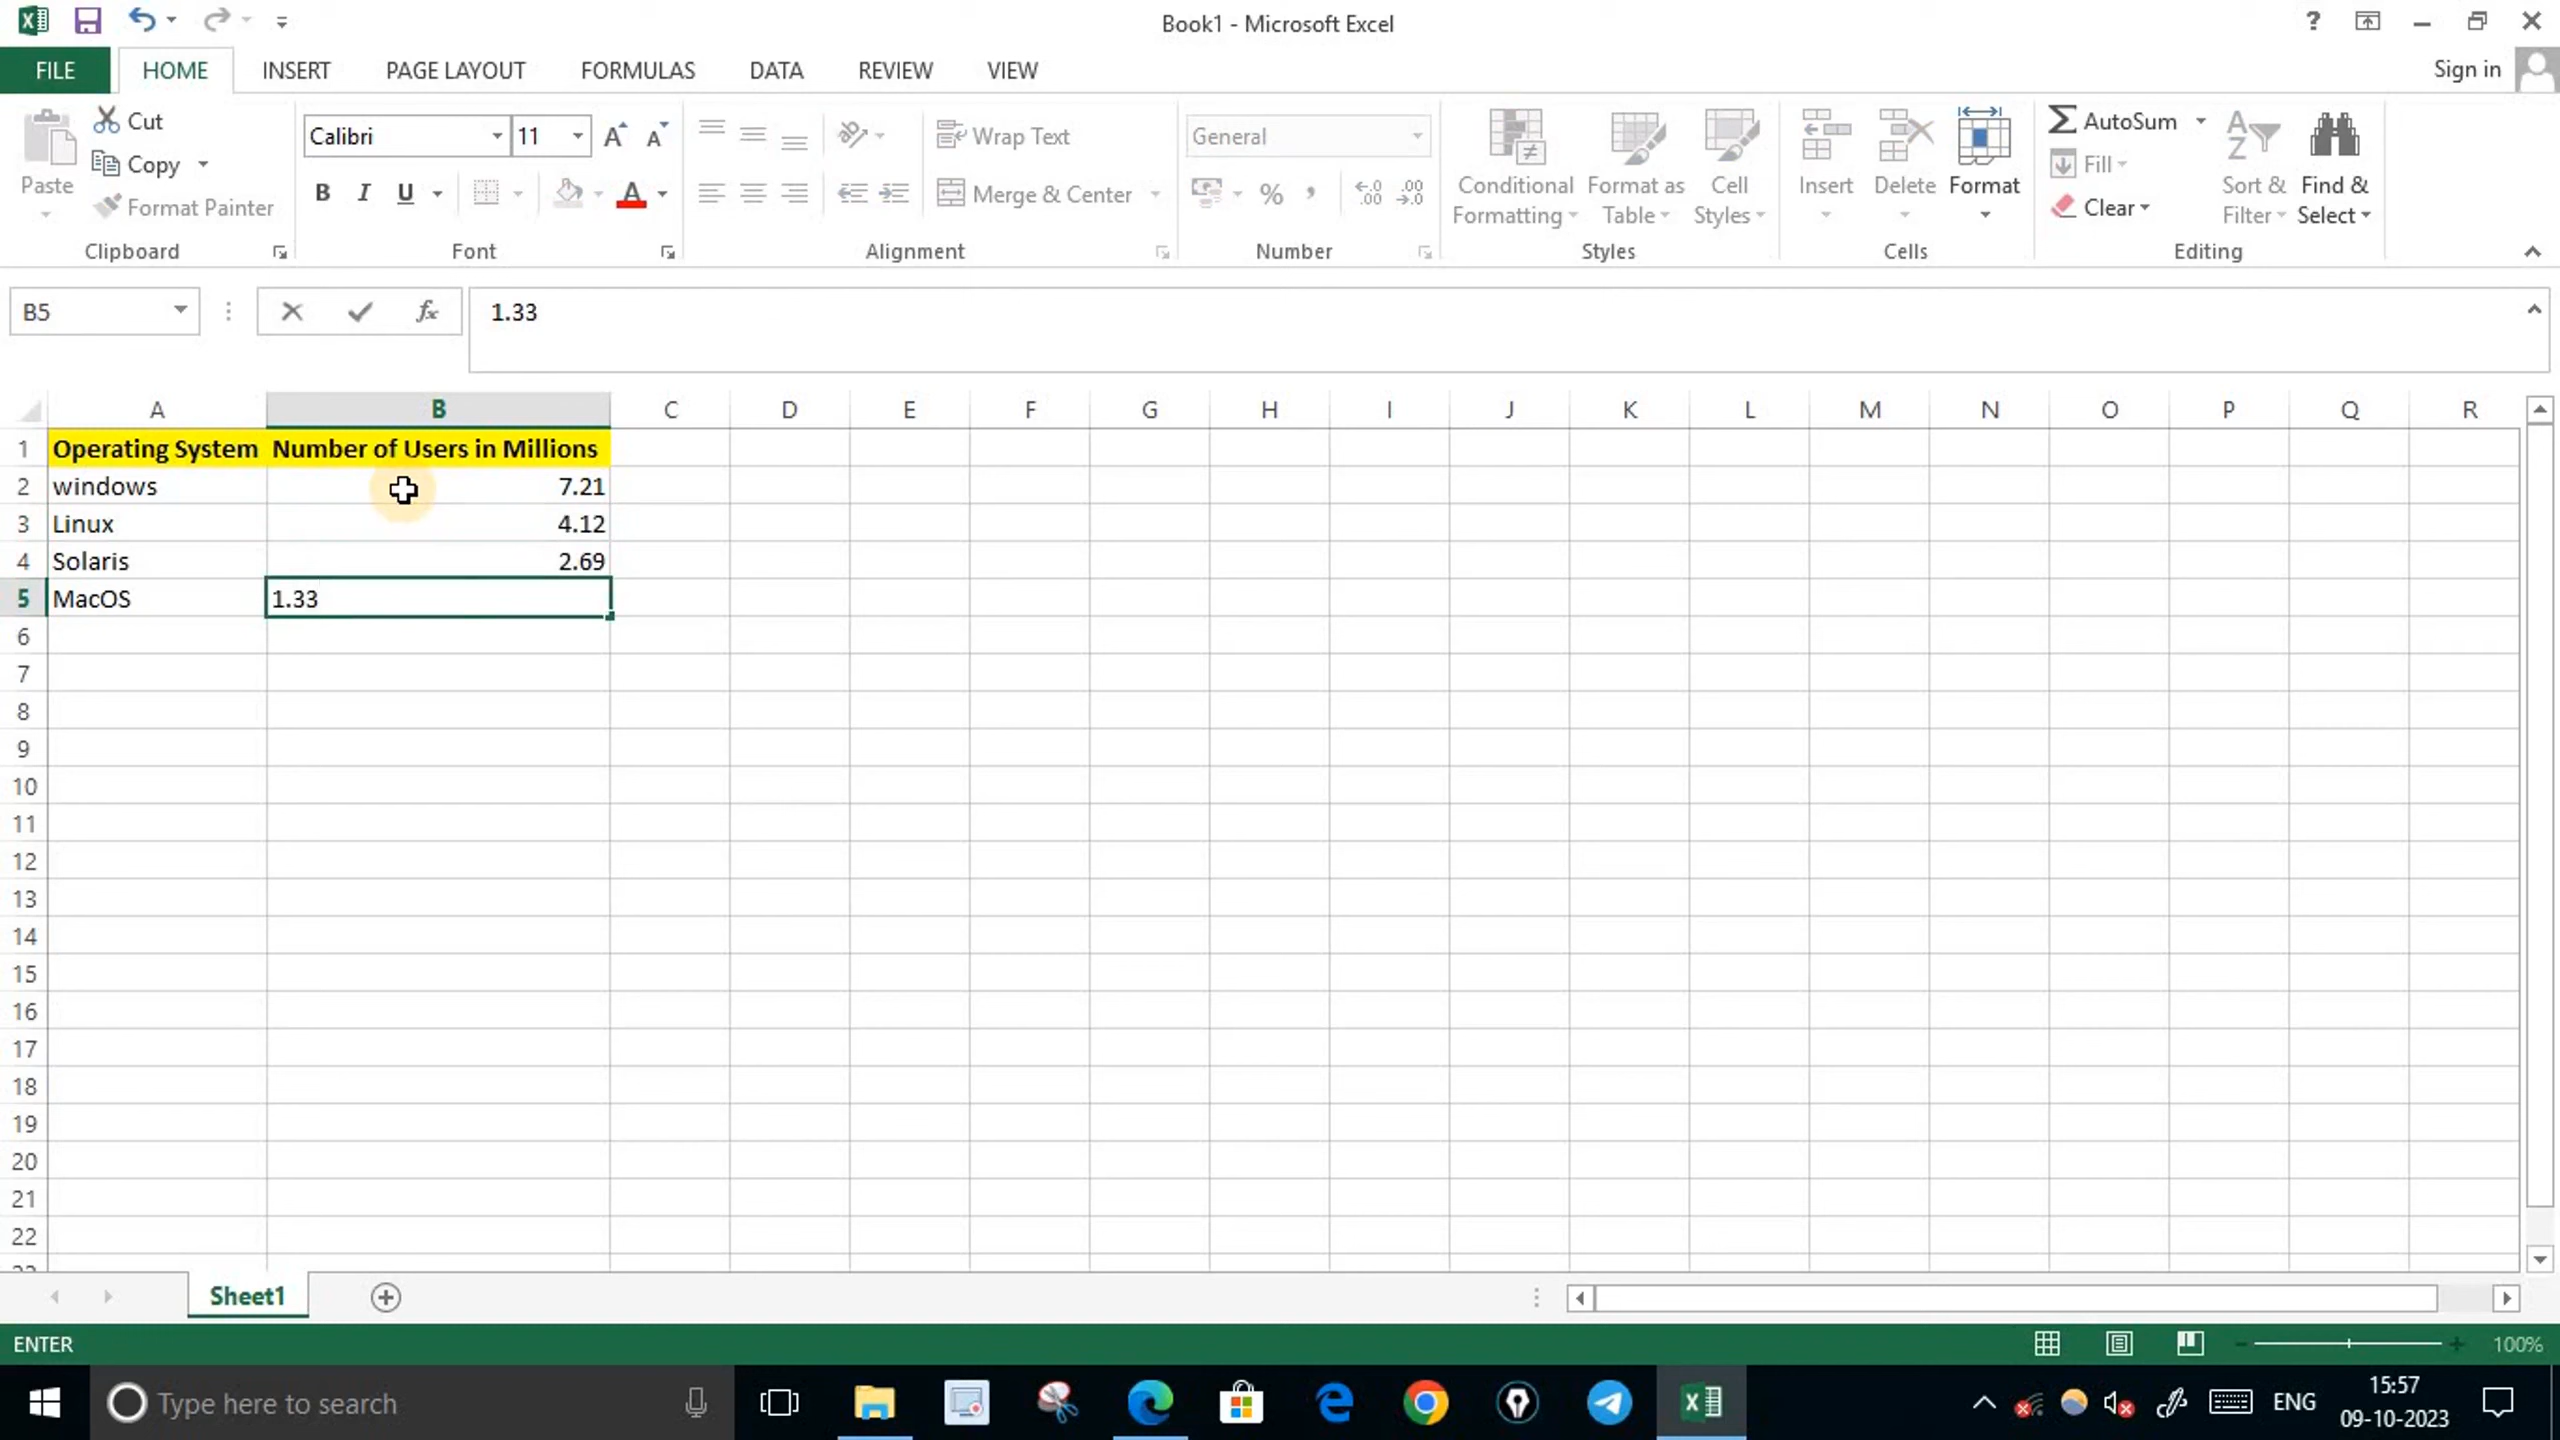 Book1 - Microsoft Excel
?
FILE HOME INSERT PAGE LAYOUT FORMULAS DATA REVIEW VIEW Sign in
Paste Cut Copy Format Painter
Clipboard
Calibri 11
B I U
Font
Wrap Text
Merge & Center
Alignment
General
% ,
Number
Conditional Formatting
Format as Table
Cell Styles
Styles
Insert Delete Format
Cells
AutoSum
Fill
Clear
Sort & Filter
Find & Select
Editing
B5 fx 1.33
A B C D E F G H I J K L M N O P Q R
1 Operating System Number of Users in Millions
2 windows 7.21
3 Linux 4.12
4 Solaris 2.69
5 MacOS 1.33
6
7
8
9
10
11
12
13
14
15
16
17
18
19
20
21
22
Sheet1
ENTER 100%
Type here to search
ENG 15:57
09-10-2023